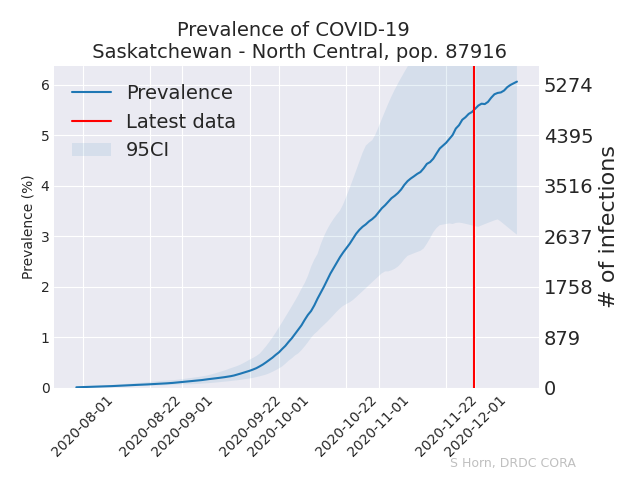 Prevalence of COVID-19
Saskatchewan - North Central, pop. 87916
Prevalence
Latest data
95CI
Prevalence (%)
6
5
4
3
2
1
0
5274
4395
3516
2637
1758
879
0
# of infections
2020-08-01
2020-08-22
2020-09-01
2020-09-22
2020-10-01
2020-10-22
2020-11-01
2020-11-22
2020-12-01
S Horn, DRDC CORA